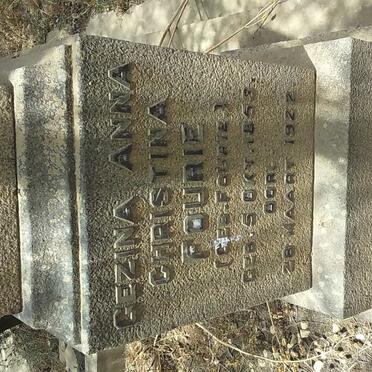 GEZINA ANNA
CHRISTINA
FOURIE
(GEB. FOURIE)
GEB. 5 OKT. 1853.
OORL.
28 MAART 1922